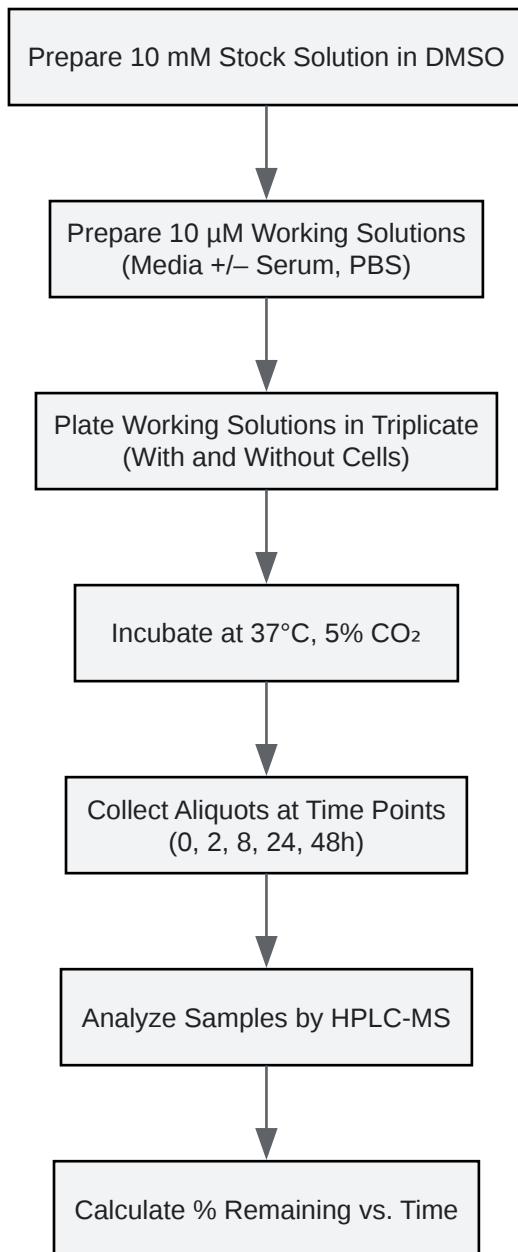 Prepare 10 mM Stock Solution in DMSO
Prepare 10 µM Working Solutions
(Media +/– Serum, PBS)
Plate Working Solutions in Triplicate
(With and Without Cells)
Incubate at 37°C, 5% CO₂
Collect Aliquots at Time Points
(0, 2, 8, 24, 48h)
Analyze Samples by HPLC-MS
Calculate % Remaining vs. Time